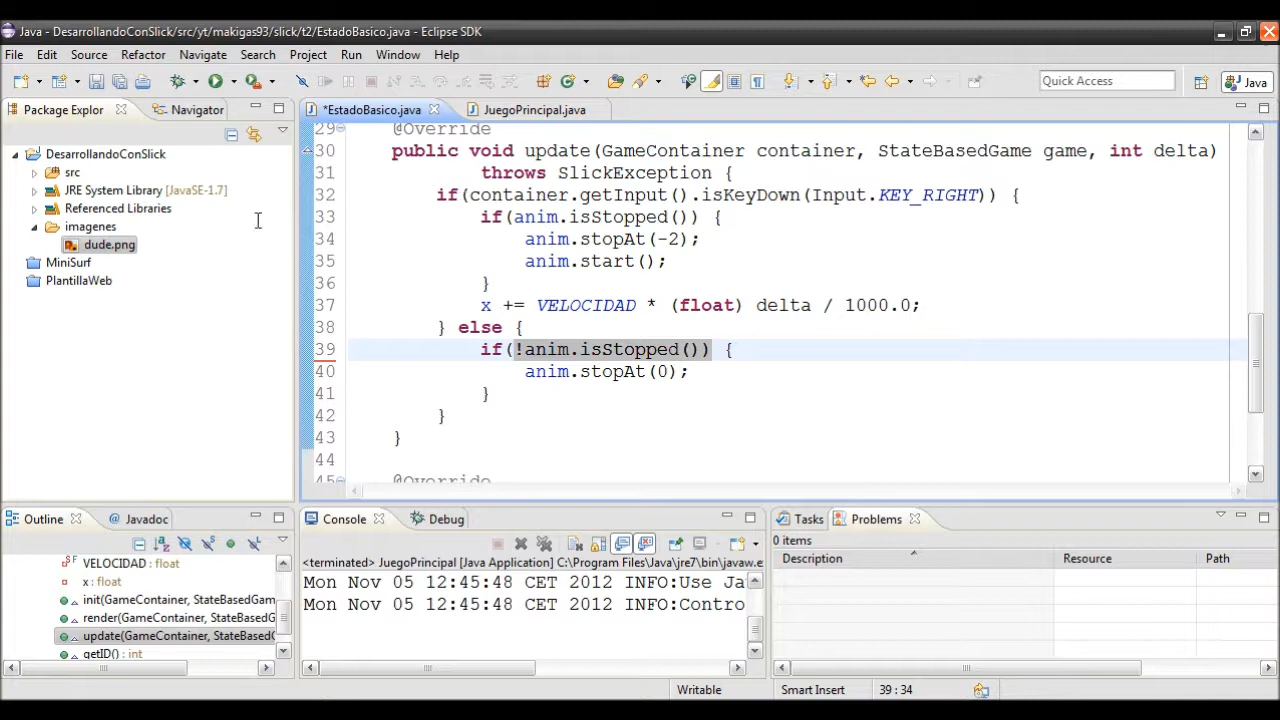 Java - DesarrollandoConSlick/src/yt/makigas93/slick/t2/EstadoBasico.java - Eclipse SDK
File Edit Source Refactor Navigate Search Project Run Window Help
Quick Access
Java
Package Explor
Navigator
DesarrollandoConSlick
src
JRE System Library [JavaSE-1.7]
Referenced Libraries
imagenes
dude.png
MiniSurf
PlantillaWeb
*EstadoBasico.java
JuegoPrincipal.java
29 @Override
30 public void update(GameContainer container, StateBasedGame game, int delta)
31 throws SlickException {
32 if(container.getInput().isKeyDown(Input.KEY_RIGHT)) {
33 if(anim.isStopped()) {
34 anim.stopAt(-2);
35 anim.start();
36 }
37 x += VELOCIDAD * (float) delta / 1000.0;
38 } else {
39 if(!anim.isStopped()) {
40 anim.stopAt(0);
41 }
42 }
43 }
44
45 @Override
Outline
Javadoc
VELOCIDAD : float
x : float
init(GameContainer, StateBasedGam
render(GameContainer, StateBasedG
update(GameContainer, StateBased
getID() : int
Console
Debug
<terminated> JuegoPrincipal [Java Application] C:\Program Files\Java\jre7\bin\javaw.e
Mon Nov 05 12:45:48 CET 2012 INFO:Use Ja
Mon Nov 05 12:45:48 CET 2012 INFO:Contro
Tasks
Problems
0 items
Description Resource Path
Writable Smart Insert 39 : 34